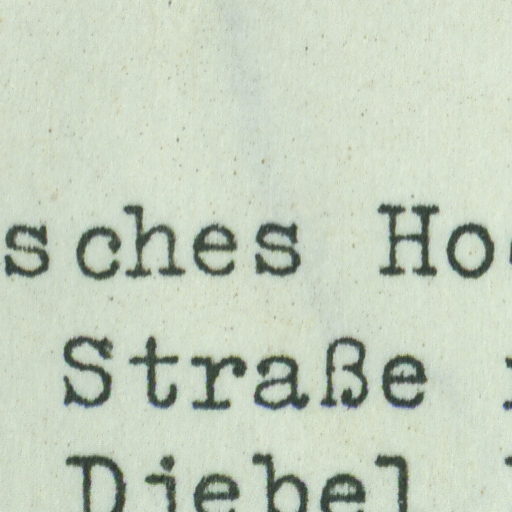 sches Ho
Straße
Diebel